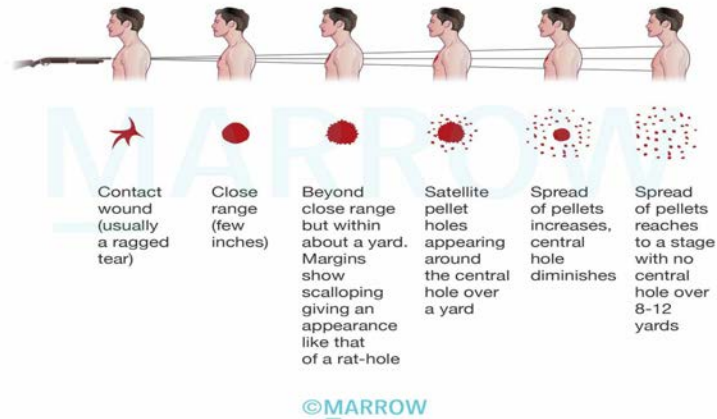 MARROW
Contact
wound
(usually
a ragged
tear)
Close
range
(few
inches)
Beyond
close range
but within
about a yard.
Margins
show
scalloping
giving an
appearance
like that
of a rat-hole
Satellite
pellet
holes
appearing
around
the central
hole over
a yard
Spread
of pellets
increases,
central
hole
diminishes
Spread
of pellets
reaches
to a stage
with no
central
hole over
8-12
yards
©MARROW